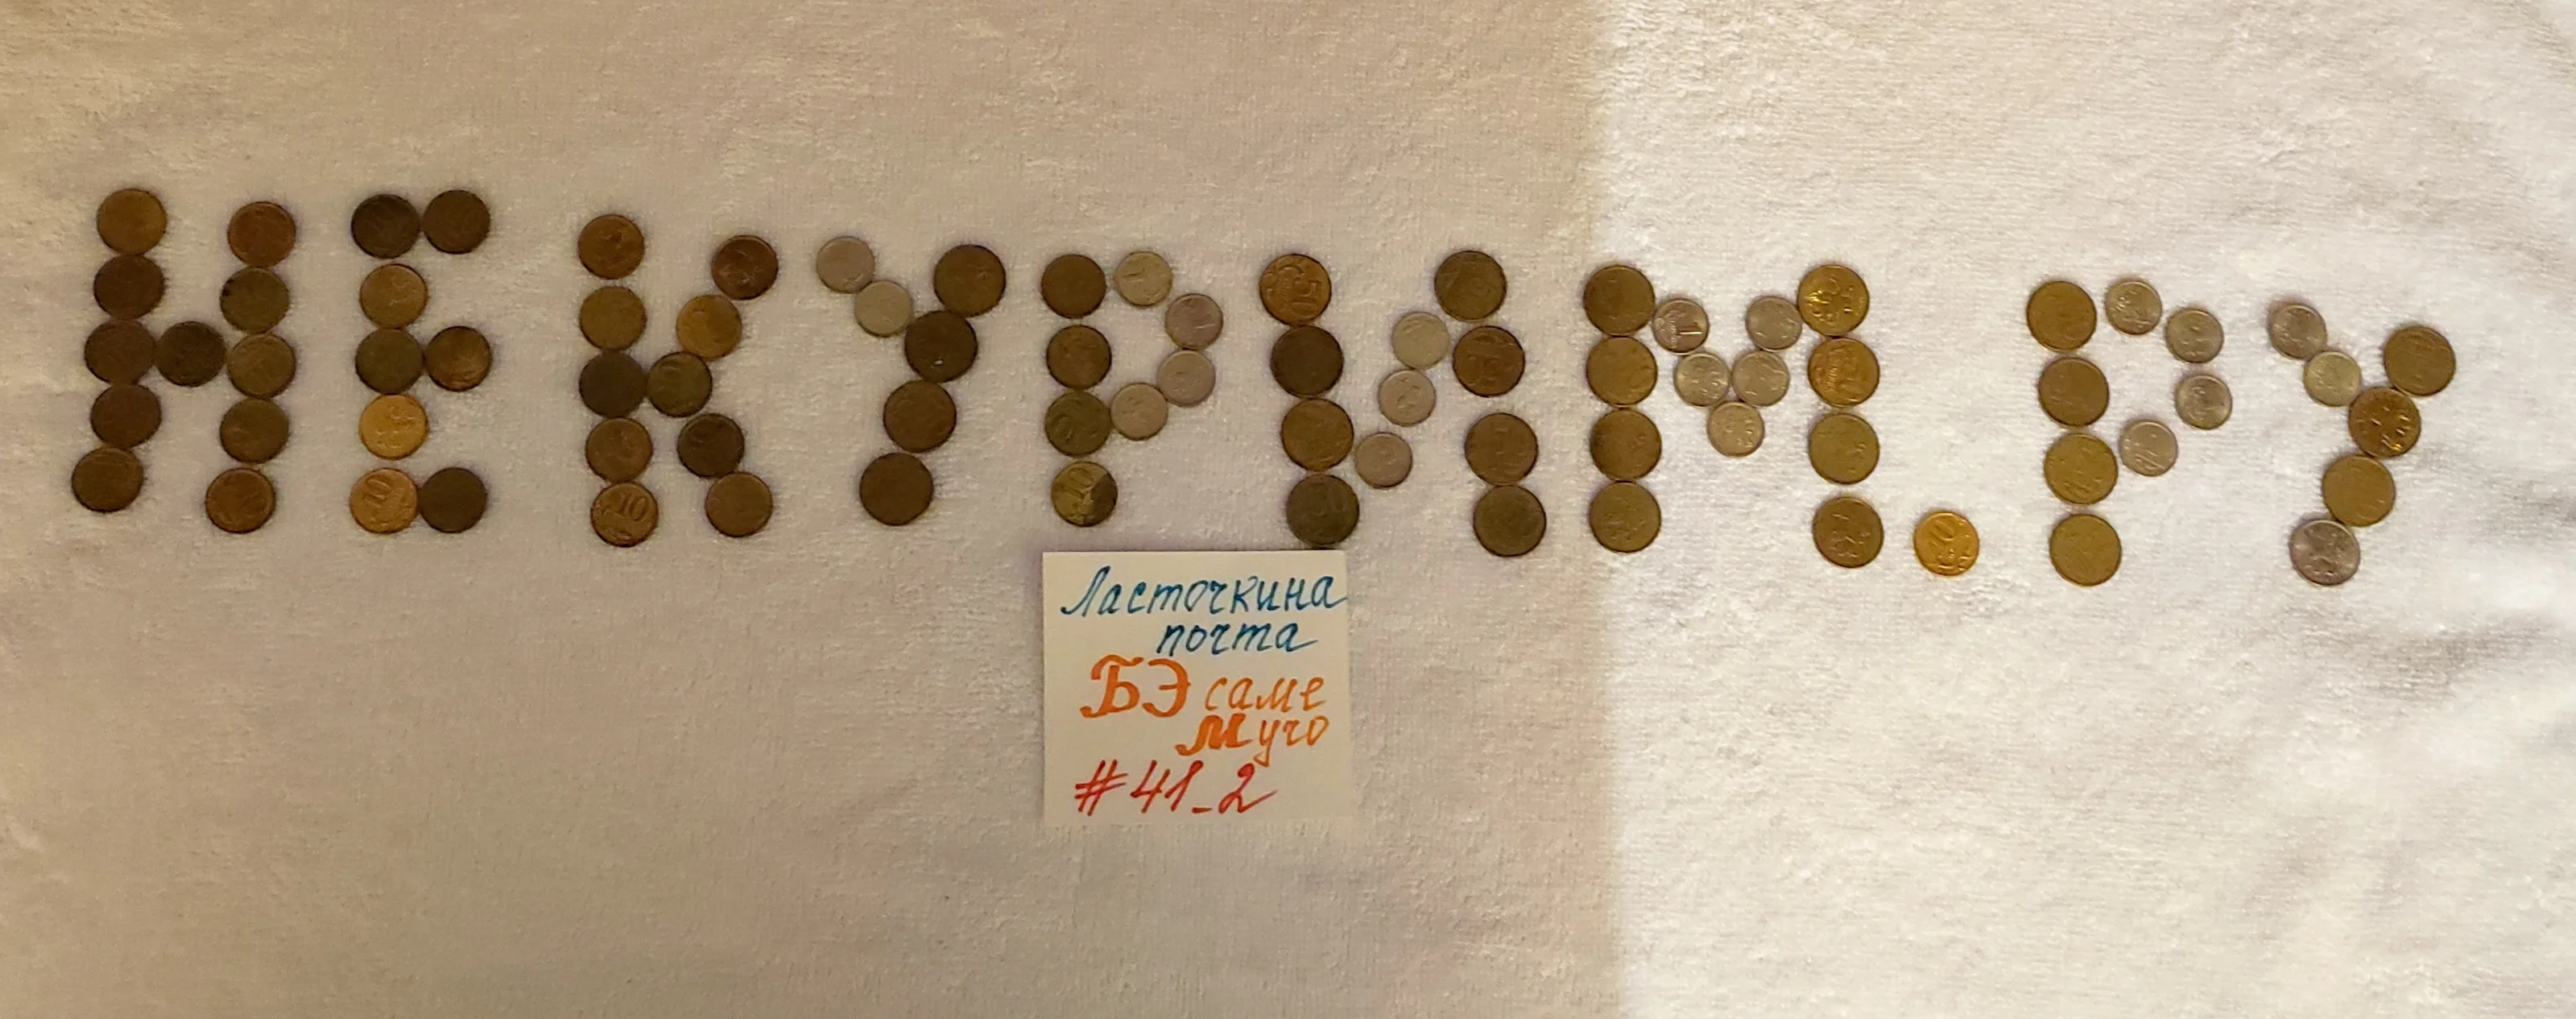 НЕКУРИМ.РУ
Ласточкина
почта
БЭсаме
Мучо
#41_2